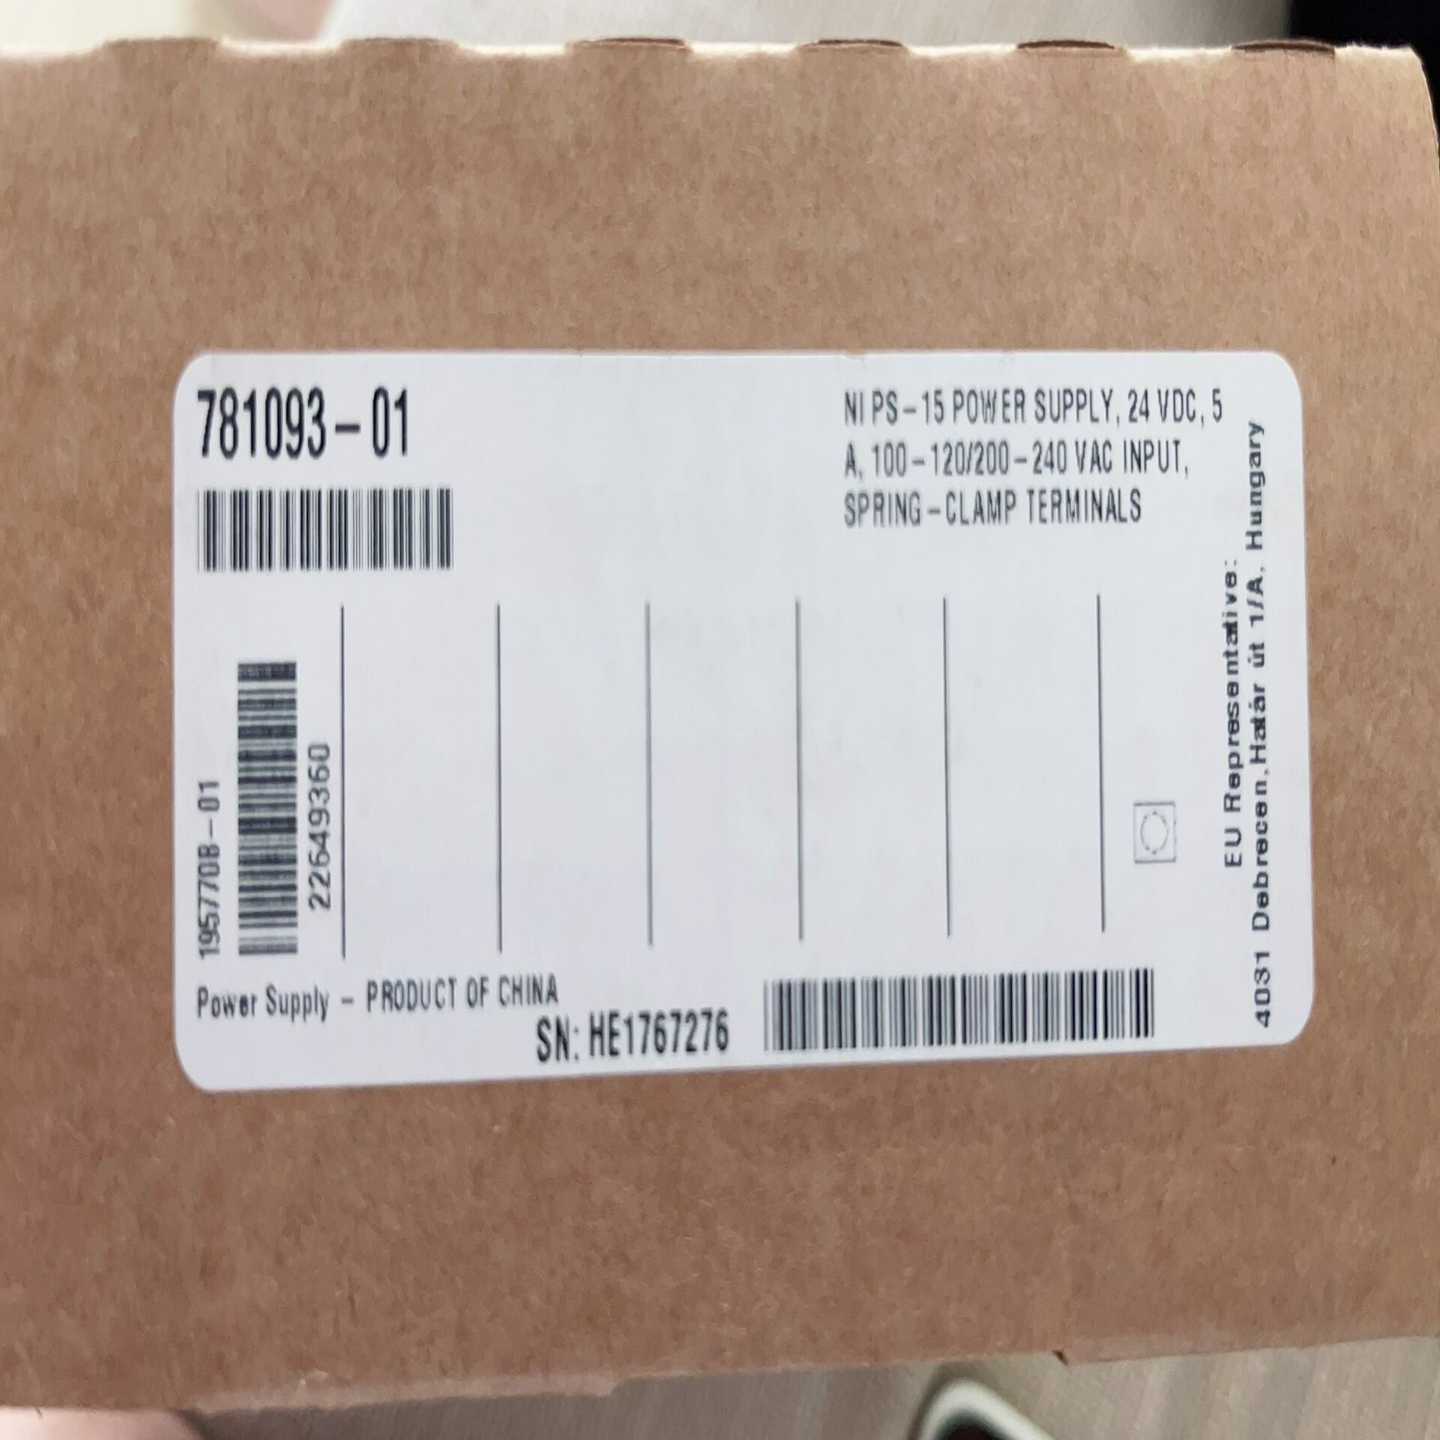 781093-01
NI PS-15 POWER SUPPLY, 24 VDC, 5
A, 100-120/200-240 VAC INPUT,
SPRING-CLAMP TERMINALS
195770B-01
22649360
EU Representative:
4031 Debrecen,Határ út 1/A, Hungary
Power Supply - PRODUCT OF CHINA
SN: HE1767276